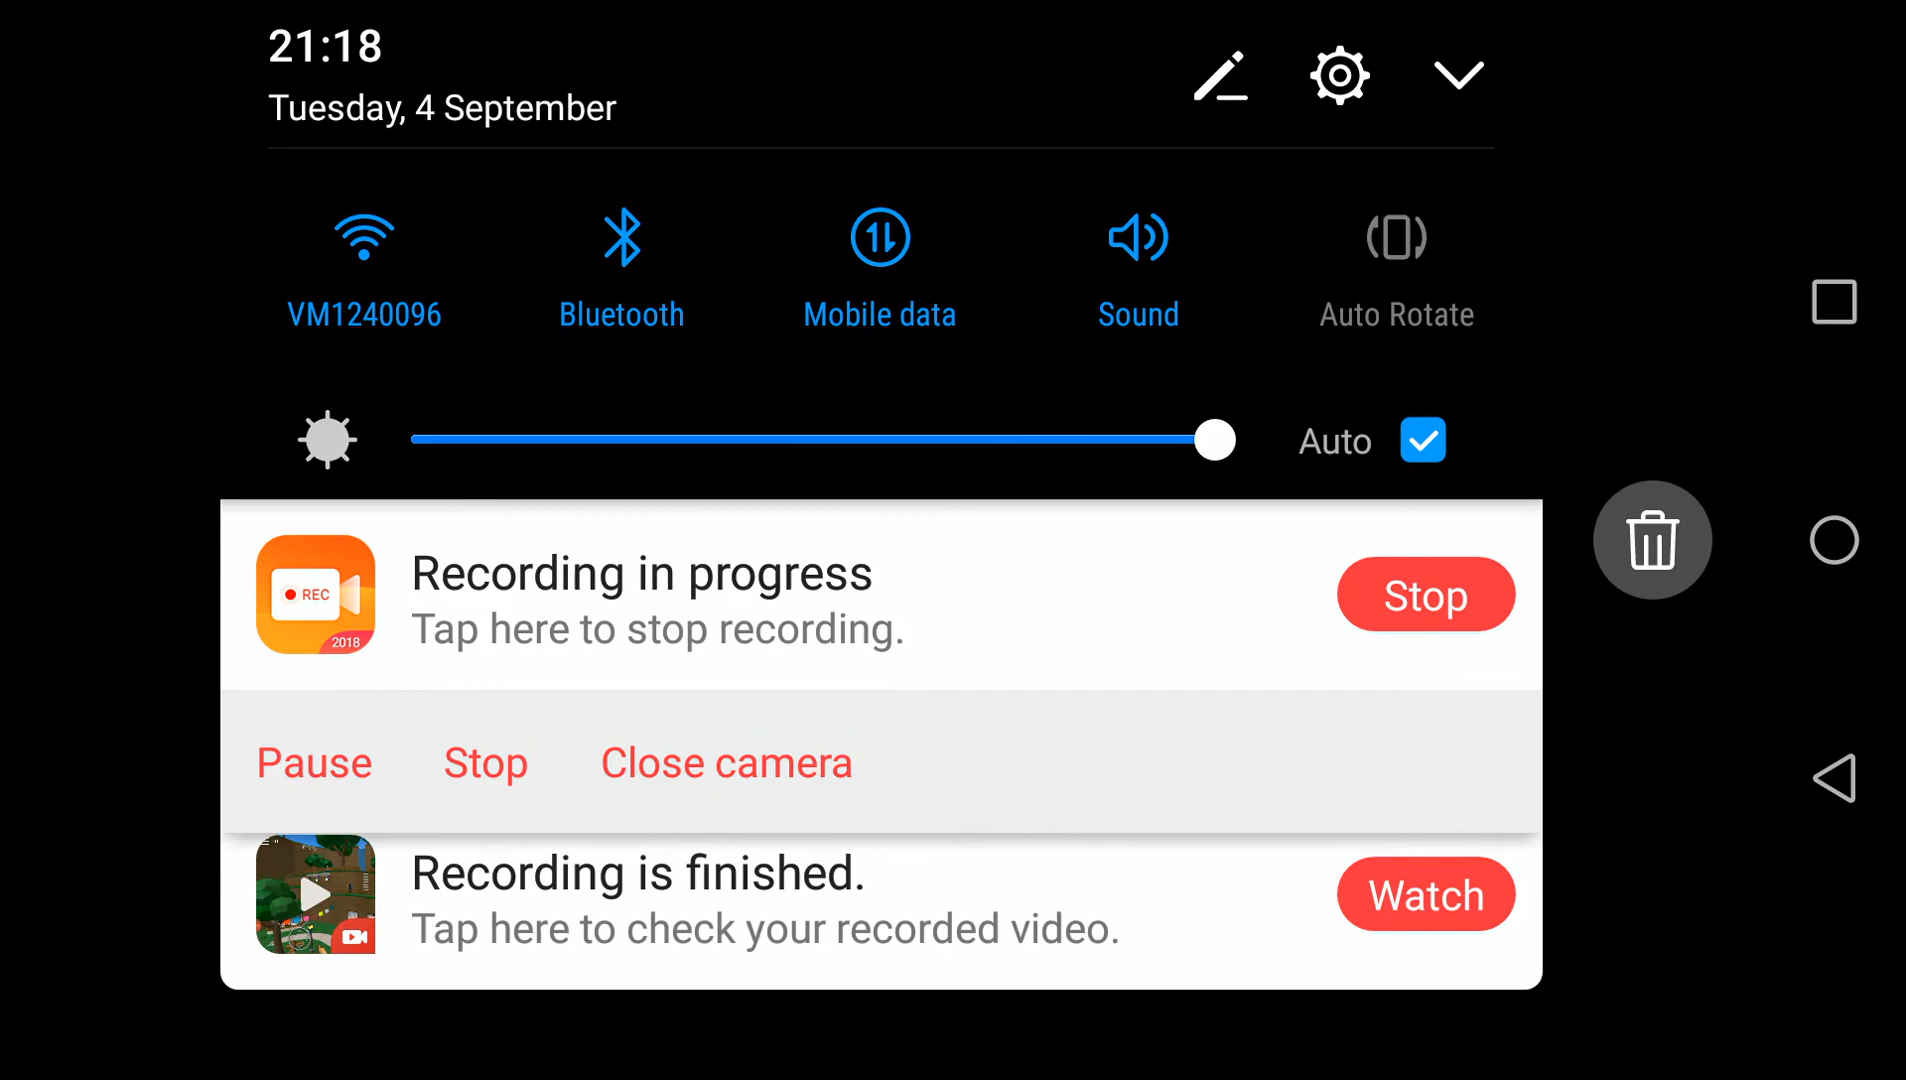 21:18
Tuesday, 4 September
VM1240096
Bluetooth
Mobile data
Sound
Auto Rotate
Auto
REC
2018
Recording in progress
Tap here to stop recording.
Stop
Pause
Stop
Close camera
Recording is finished.
Tap here to check your recorded video.
Watch